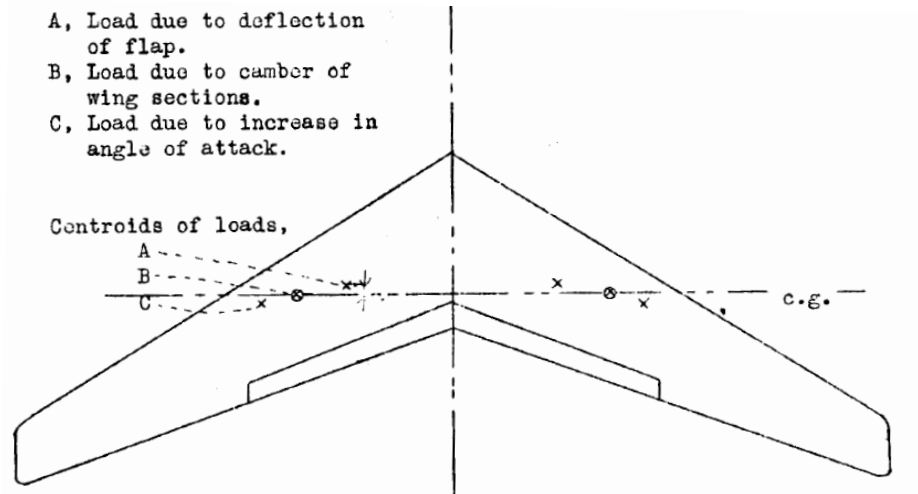 A, Load due to deflection
of flap.
B, Load due to camber of
wing sections.
C, Load due to increase in
angle of attack.
Centroids of loads,
A
B
C
c.g.